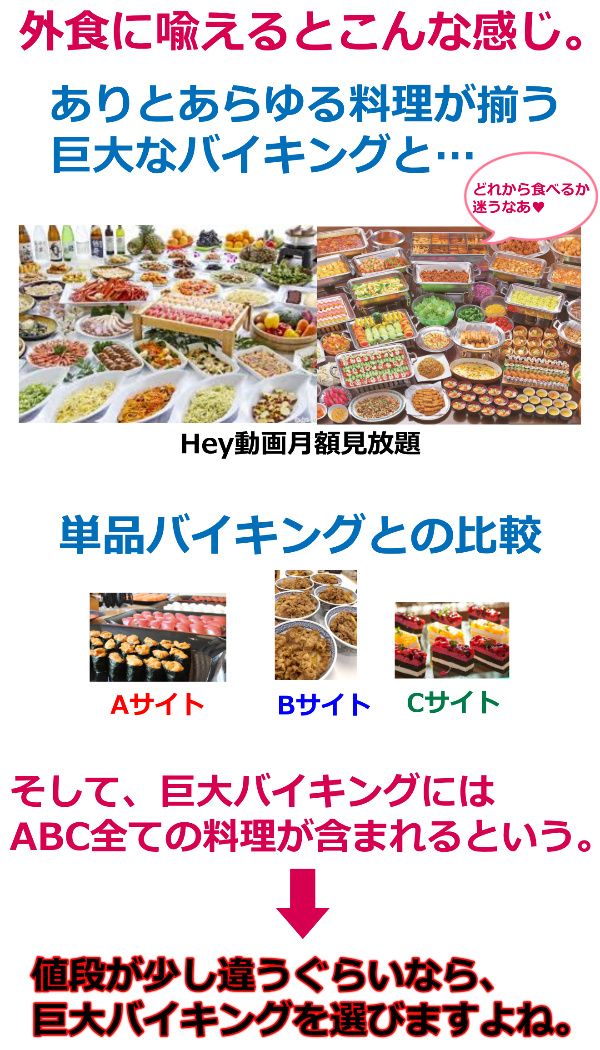 外食に喩えるとこんな感じ。
ありとあらゆる料理が揃う
巨大なバイキングと…
どれから食べるか
迷うなあ♥
Hey動画月額見放題
単品バイキングとの比較
Aサイト
Bサイト
Cサイト
そして、巨大バイキングには
ABC全ての料理が含まれるという。
値段が少し違うぐらいなら、
巨大バイキングを選びますよね。